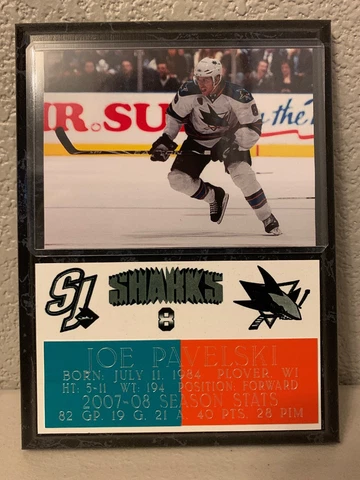 R.SU
the
SJ
SHARKS
8
JOE PAVELSKI
BORN: JULY 11, 1984 PLOVER, WI
HT: 5-11 WT: 194 POSITION: FORWARD
2007-08 SEASON STATS
82 GP. 19 G. 21 A. 40 PTS. 28 PIM